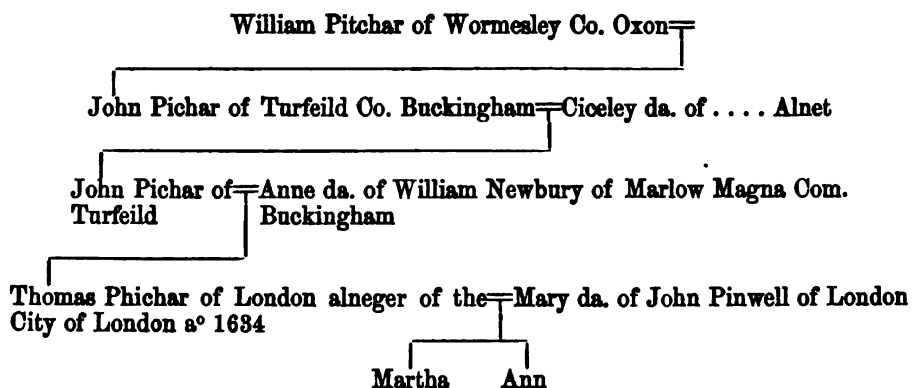 William Pitchar of Wormesley Co. Oxon
John Pichar of Turfeild Co. Buckingham Ciceley da. of .... Alnet
John Pichar of Anne da. of William Newbury of Marlow Magna Com.
Turfeild Buckingham
Thomas Phichar of London alneger of the Mary da. of John Pinwell of London
City of London aº 1634
Martha Ann